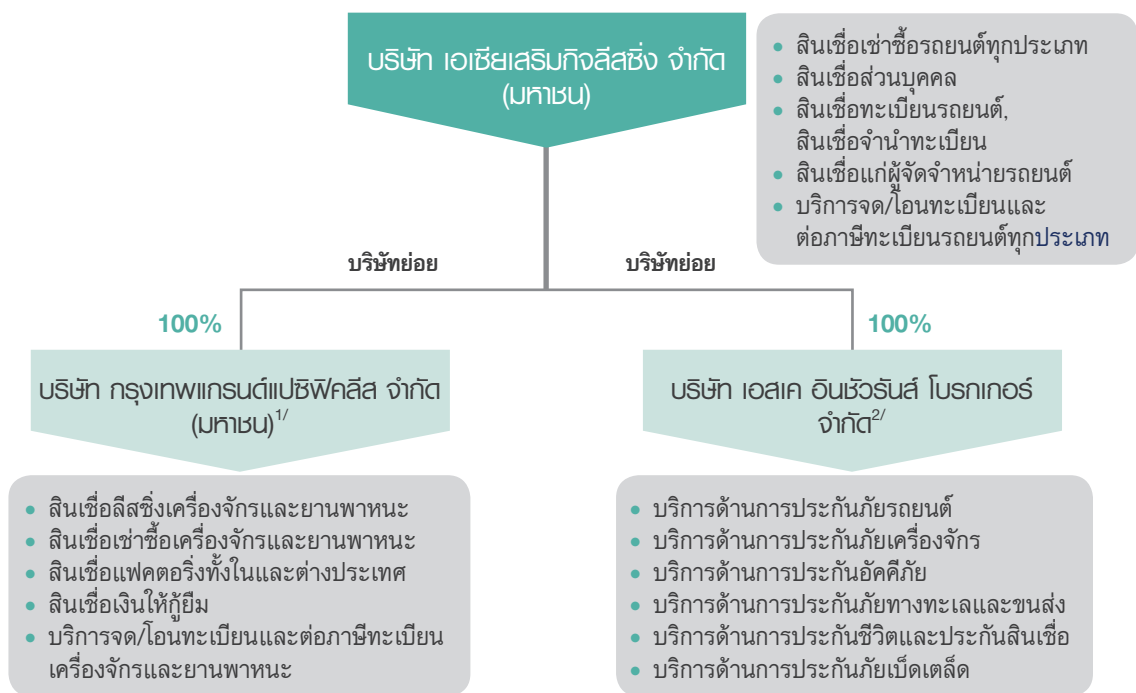 บริษัท เอเซียเสริมกิจลีสซิ่ง จำกัด
(มหาชน)
• สินเชื่อเช่าซื้อรถยนต์ทุกประเภท
• สินเชื่อส่วนบุคคล
• สินเชื่อทะเบียนรถยนต์,
สินเชื่อจำนำทะเบียน
• สินเชื่อแก่ผู้จัดจำหน่ายรถยนต์
• บริการจด/โอนทะเบียนและ
ต่อภาษีทะเบียนรถยนต์ทุกประเภท
บริษัทย่อย
บริษัทย่อย
100%
100%
บริษัท กรุงเทพแกรนด์แปซิฟิคลีส จำกัด
(มหาชน)1/
• สินเชื่อลีสซิ่งเครื่องจักรและยานพาหนะ
• สินเชื่อเช่าซื้อเครื่องจักรและยานพาหนะ
• สินเชื่อแฟคตอริ่งทั้งในและต่างประเทศ
• สินเชื่อเงินให้กู้ยืม
• บริการจด/โอนทะเบียนและต่อภาษีทะเบียน
เครื่องจักรและยานพาหนะ
บริษัท เอสเค อินชัวรันส์ โบรกเกอร์
จำกัด2/
• บริการด้านการประกันภัยรถยนต์
• บริการด้านการประกันภัยเครื่องจักร
• บริการด้านการประกันอัคคีภัย
• บริการด้านการประกันภัยทางทะเลและขนส่ง
• บริการด้านการประกันชีวิตและประกันสินเชื่อ
• บริการด้านการประกันภัยเบ็ดเตล็ด